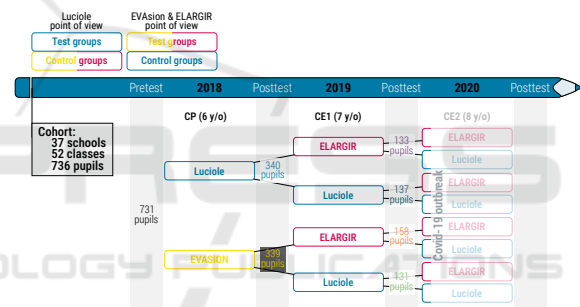 Luciole
point of view
EVAsion & ELARGIR
point of view
Test groups
Test groups
Control groups
Control groups
Pretest 2018 Posttest 2019 Posttest 2020 Posttest
CP (6 y/o) CE1 (7 y/o) CE2 (8 y/o)
Cohort:
37 schools
52 classes
736 pupils
731
pupils
Luciole
340
pupils
EVASION
339
pupils
ELARGIR
133
pupils
Luciole
137
pupils
ELARGIR
158
pupils
Luciole
131
pupils
Covid-19 outbreak
ELARGIR
Luciole
ELARGIR
Luciole
ELARGIR
Luciole
ELARGIR
Luciole
LOGY PUBLICATIONS